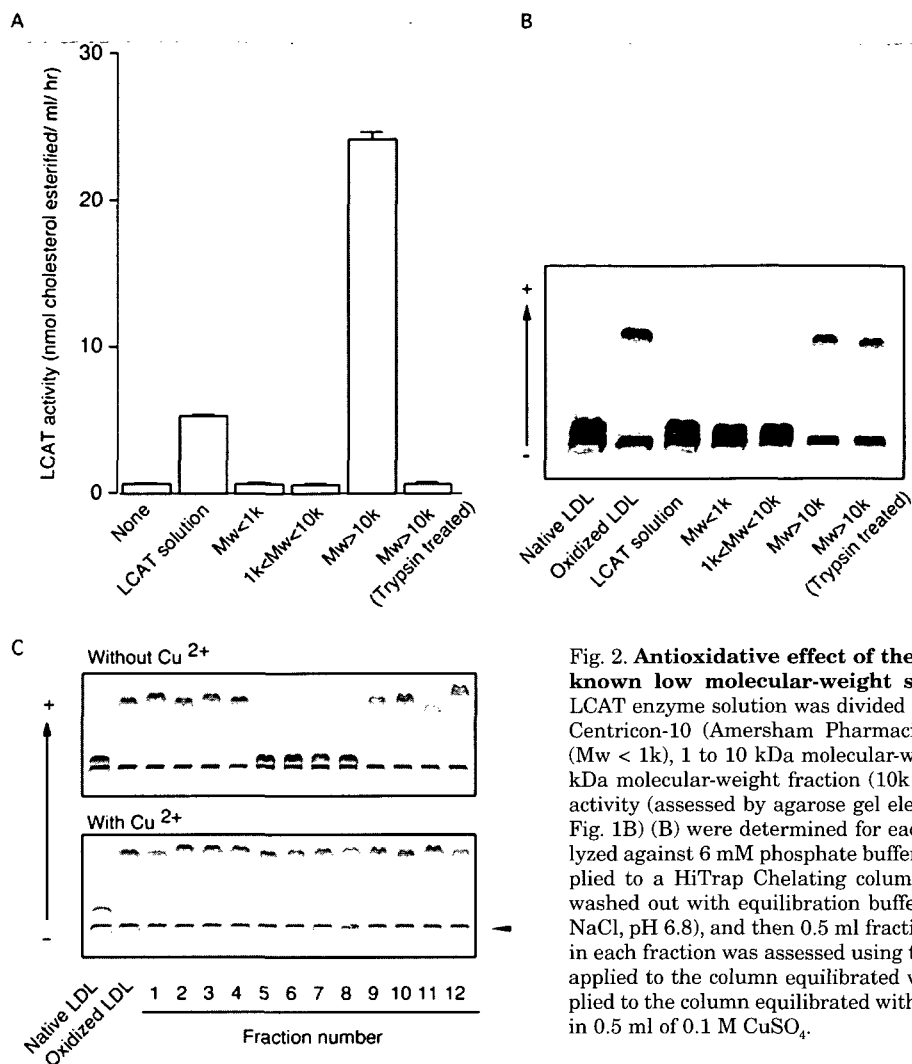 A
B
30
20
10
0
LCAT activity (nmol cholesterol esterified/ ml/ hr)
None
LCAT solution
Mw<1k
1k<Mw<10k
Mw>10k
Mw>10k
(Trypsin treated)
+
-
Native LDL
Oxidized LDL
LCAT solution
Mw<1k
1k<Mw<10k
Mw>10k
Mw>10k
(Trypsin treated)
C
Without Cu 2+
+
With Cu 2+
-
Native LDL
Oxidized LDL
1 2 3 4 5 6 7 8 9 10 11 12
Fraction number
Fig. 2. Antioxidative effect of the
known low molecular-weight s
LCAT enzyme solution was divided
Centricon-10 (Amersham Pharmaci
(Mw < 1k), 1 to 10 kDa molecular-w
kDa molecular-weight fraction (10k
activity (assessed by agarose gel ele
Fig. 1B) (B) were determined for eac
lyzed against 6 mM phosphate buffer
plied to a HiTrap Chelating colum
washed out with equilibration buffe
NaCl, pH 6.8), and then 0.5 ml fracti
in each fraction was assessed using t
applied to the column equilibrated v
plied to the column equilibrated with
in 0.5 ml of 0.1 M CuSO4.